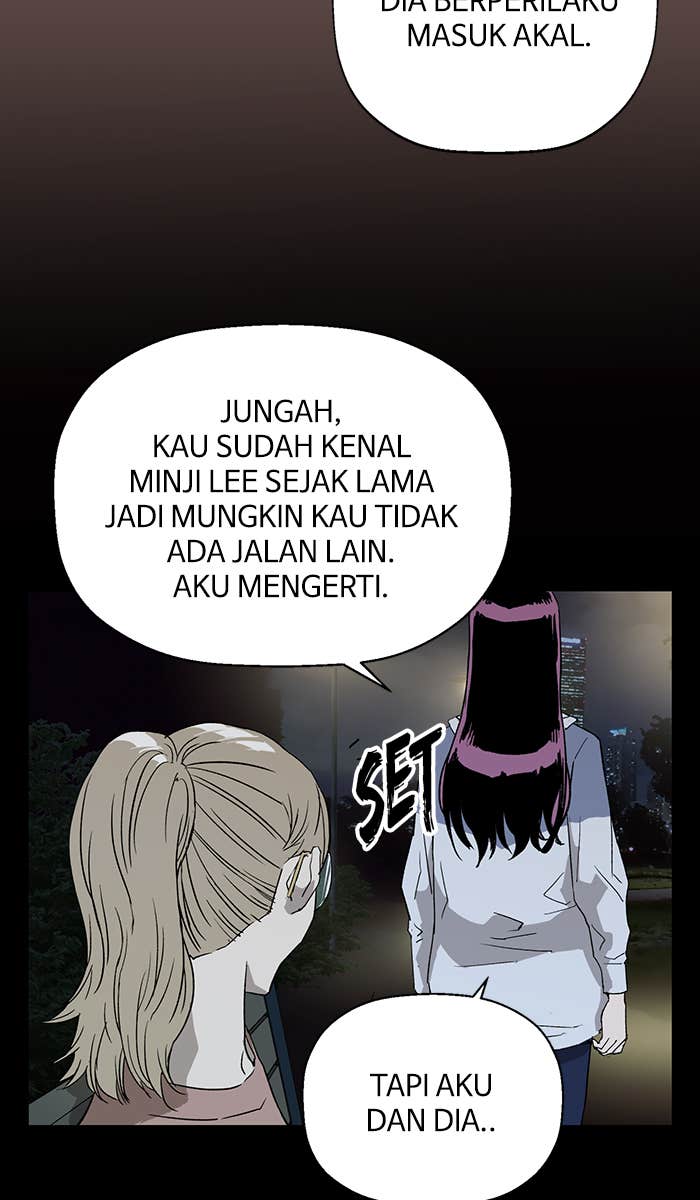 DIA BERPERILAKU
MASUK AKAL.
JUNGAH,
KAU SUDAH KENAL
MINJI LEE SEJAK LAMA
JADI MUNGKIN KAU TIDAK
ADA JALAN LAIN.
AKU MENGERTI.
SET
TAPI AKU
DAN DIA..